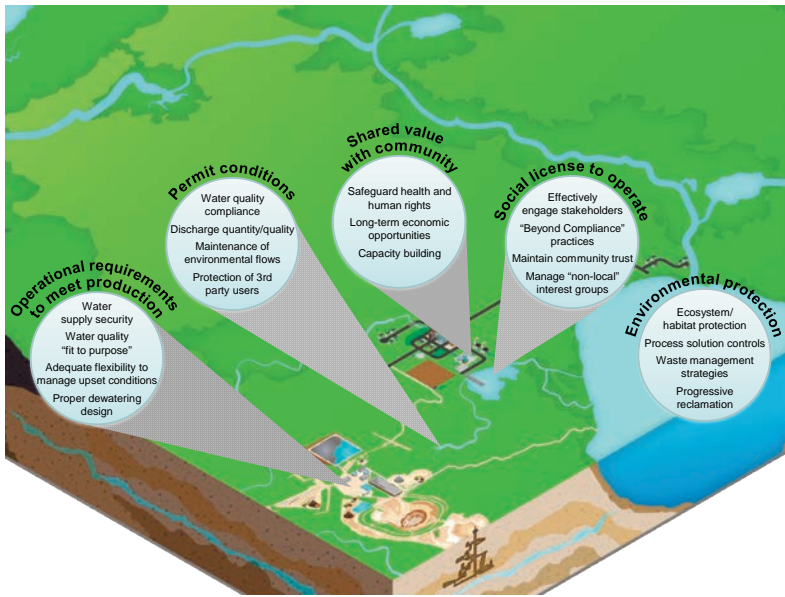 Operational requirements
to meet production
Water
supply security
Water quality
"fit to purpose"
Adequate flexibility to
manage upset conditions
Proper dewatering
design
Permit conditions
Water quality
compliance
Discharge quantity/quality
Maintenance of
environmental flows
Protection of 3rd
party users
Shared value
with community
Safeguard health and
human rights
Long-term economic
opportunities
Capacity building
Social license to operate
Effectively
engage stakeholders
"Beyond Compliance"
practices
Maintain community trust
Manage "non-local"
interest groups
Environmental protection
Ecosystem/
habitat protection
Process solution controls
Waste management
strategies
Progressive
reclamation